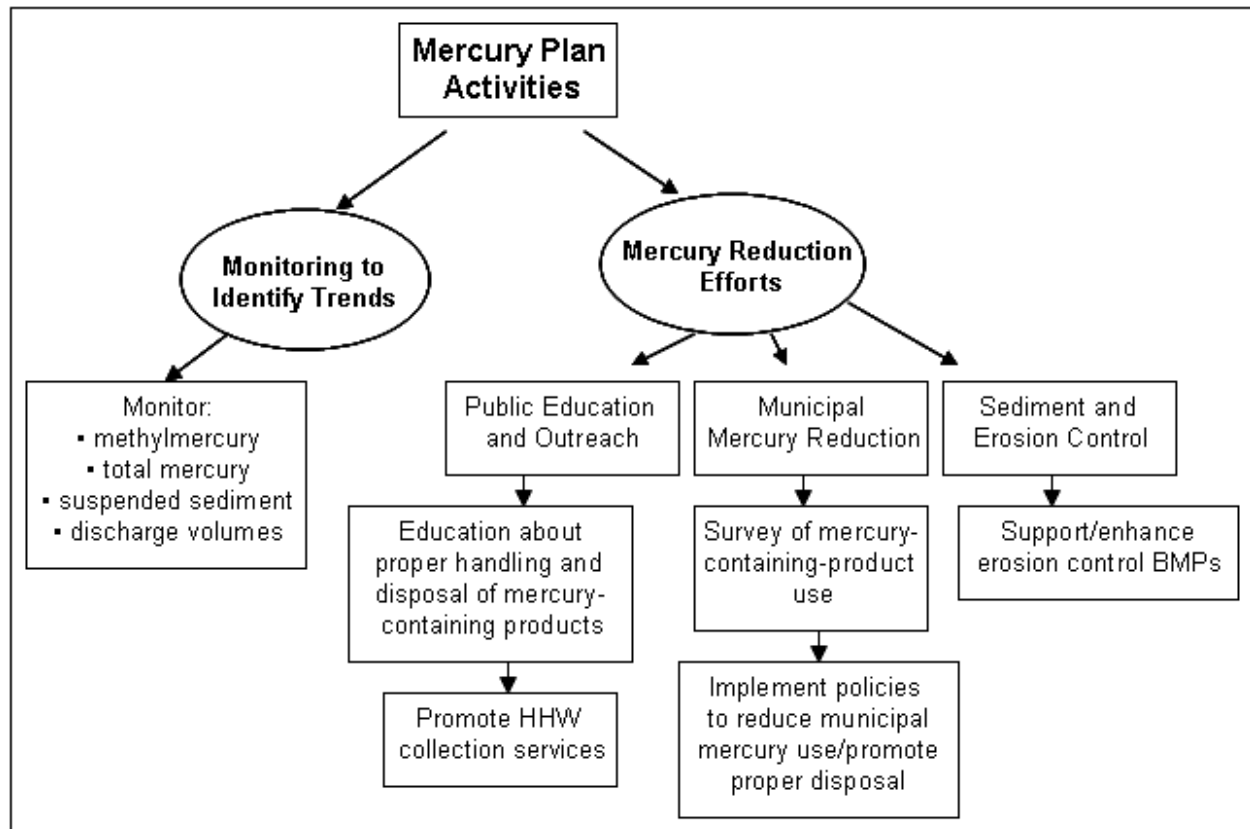 Mercury Plan
Activities
Monitoring to
Identify Trends
Mercury Reduction
Efforts
Monitor:
▪ methylmercury
▪ total mercury
▪ suspended sediment
▪ discharge volumes
Public Education
and Outreach
Municipal
Mercury Reduction
Sediment and
Erosion Control
Education about
proper handling and
disposal of mercury-
containing products
Survey of mercury-
containing-product
use
Support/enhance
erosion control BMPs
Promote HHW
collection services
Implement policies
to reduce municipal
mercury use/promote
proper disposal